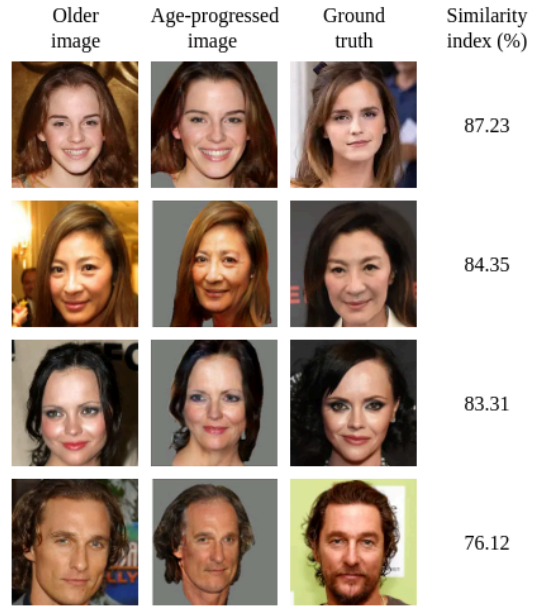 Older Age-progressed Ground Similarity
image image truth index (%)
87.23
84.35
83.31
76.12